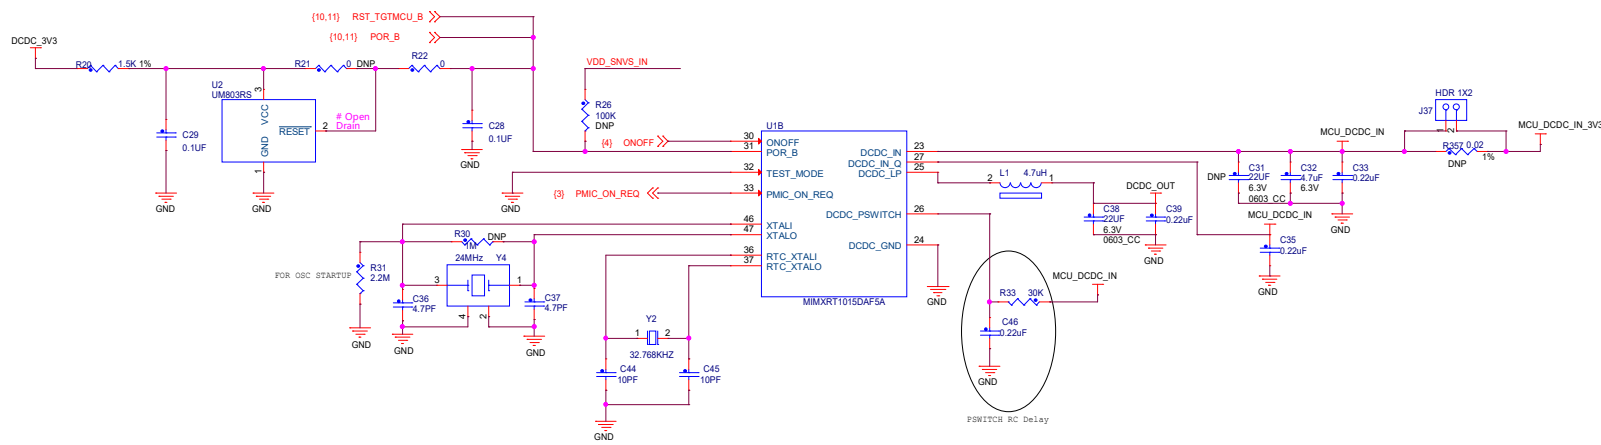 {10,11} RST_TGTMCU_B
{10,11} POR_B
DCDC_3V3
R20 1.5K 1%
R21 0 DNP
R22 0
VDD_SNVS_IN
U2
UM803RS
3
VCC
GND
RESET
2
1
# Open
Drain
C29
0.1UF
GND
GND
C28
0.1UF
GND
R26
100K
DNP
{4} ONOFF
{3} PMIC_ON_REQ
GND
U1B
30
31
32
33
46
47
36
37
ONOFF
POR_B
TEST_MODE
PMIC_ON_REQ
XTALI
XTALO
RTC_XTALI
RTC_XTALO
DCDC_IN
DCDC_IN_Q
DCDC_LP
DCDC_PSWITCH
DCDC_GND
23
27
25
26
24
MIMXRT1015DAF5A
GND
HDR 1X2
J37
1
2
MCU_DCDC_IN
MCU_DCDC_IN_3V3
R357 0.02
DNP
1%
L1
4.7uH
2
1
DCDC_OUT
C38
22UF
6.3V
0603_CC
C39
0.22uF
GND
DNP
C31
22UF
6.3V
0603_CC
C32
4.7uF
6.3V
C33
0.22uF
GND
MCU_DCDC_IN
C35
0.22uF
GND
MCU_DCDC_IN
R33 30K
C46
0.22uF
GND
PSWITCH RC Delay
R30
DNP
1M
24MHz
Y4
3
1
4
2
FOR OSC STARTUP
R31
2.2M
C36
4.7PF
C37
4.7PF
GND
GND
GND
Y2
1
2
32.768KHZ
C44
10PF
C45
10PF
GND